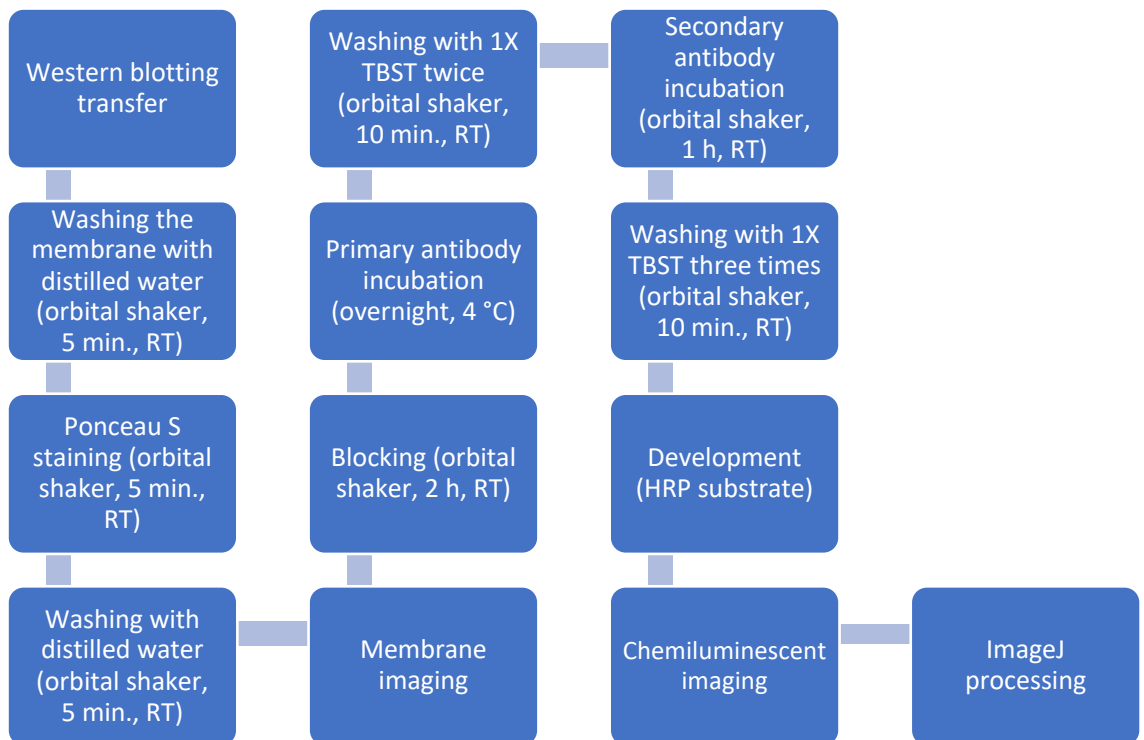 Western blotting
transfer
Washing the
membrane with
distilled water
(orbital shaker,
5 min., RT)
Ponceau S
staining (orbital
shaker, 5 min.,
RT)
Washing with
distilled water
(orbital shaker,
5 min., RT)
Membrane
imaging
Blocking (orbital
shaker, 2 h, RT)
Primary antibody
incubation
(overnight, 4 °C)
Washing with 1X
TBST twice
(orbital shaker,
10 min., RT)
Secondary
antibody
incubation
(orbital shaker,
1 h, RT)
Washing with 1X
TBST three times
(orbital shaker,
10 min., RT)
Development
(HRP substrate)
Chemiluminescent
imaging
ImageJ
processing